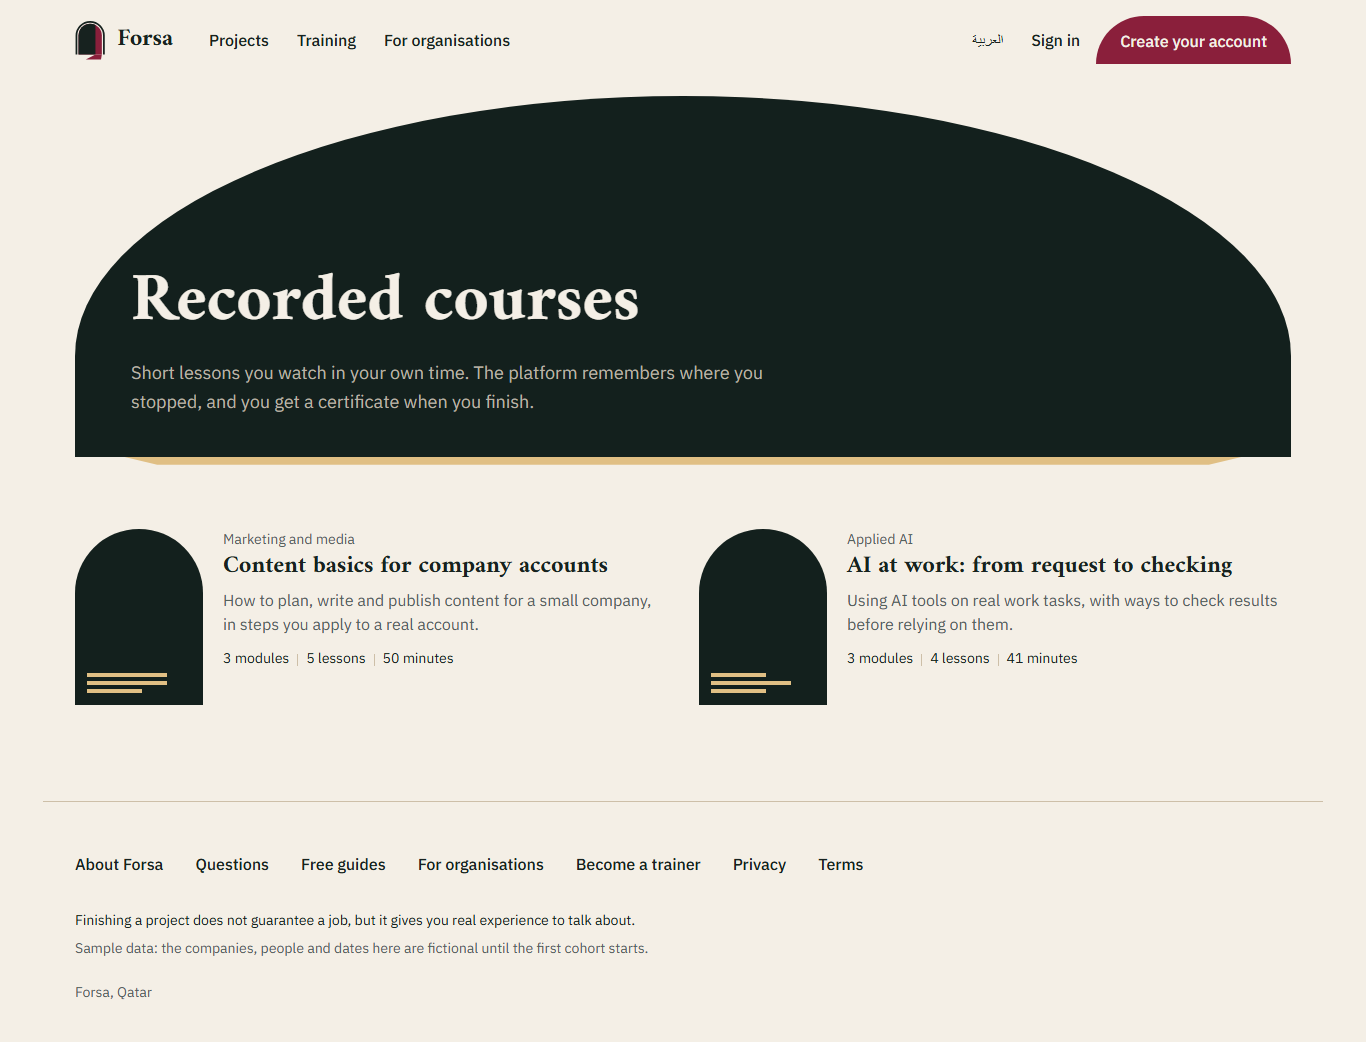 Forsa
Projects
Training
For organisations
العربية
Sign in
Create your account
Recorded courses
Short lessons you watch in your own time. The platform remembers where you
stopped, and you get a certificate when you finish.
Marketing and media
Content basics for company accounts
How to plan, write and publish content for a small company,
in steps you apply to a real account.
3 modules | 5 lessons | 50 minutes
Applied AI
AI at work: from request to checking
Using AI tools on real work tasks, with ways to check results
before relying on them.
3 modules | 4 lessons | 41 minutes
About Forsa
Questions
Free guides
For organisations
Become a trainer
Privacy
Terms
Finishing a project does not guarantee a job, but it gives you real experience to talk about.
Sample data: the companies, people and dates here are fictional until the first cohort starts.
Forsa, Qatar